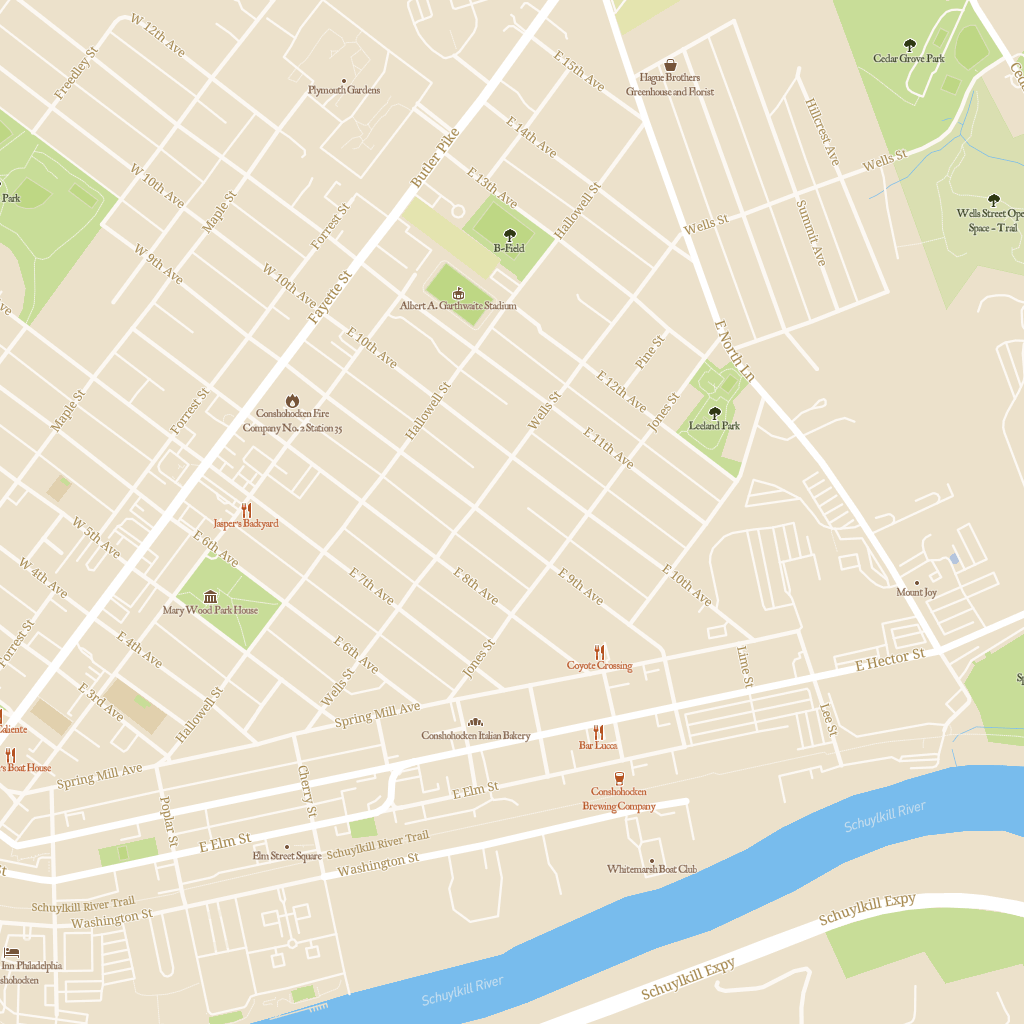 W 12th Ave
Freedley St
Plymouth Gardens
E 15th Ave
Hague Brothers
Greenhouse and Florist
Cedar Grove Park
Butler Pike
E 14th Ave
Hillcrest Ave
Wells St
Park
W 10th Ave
Maple St
E 13th Ave
Hallowell St
Forrest St
Wells St
Summit Ave
Wells Street Ope
Space - Trail
B-Field
W 9th Ave
W 10th Ave
Fayette St
Albert A. Garthwaite Stadium
E 10th Ave
Pine St
E North Ln
Maple St
Forrest St
Conshohocken Fire
Company No. 2 Station 35
Hallowell St
Wells St
E 12th Ave
Jones St
Leeland Park
E 11th Ave
Jasper's Backyard
W 5th Ave
E 6th Ave
W 4th Ave
E 7th Ave
E 8th Ave
E 9th Ave
E 10th Ave
Mary Wood Park House
Mount Joy
Forrest St
E 4th Ave
E 6th Ave
Jones St
Coyote Crossing
Lime St
E Hector St
E 3rd Ave
Hallowell St
Wells St
Spring Mill Ave
Conshohocken Italian Bakery
Bar Lucca
Lee St
Caliente
's Boat House
Spring Mill Ave
Cherry St
Poplar St
E Elm St
Conshohocken
Brewing Company
Schuylkill River
E Elm St
Elm Street Square
Schuylkill River Trail
Washington St
Whitemarsh Boat Club
Schuylkill River Trail
Washington St
Schuylkill Expy
Inn Philadelphia
shohocken
Schuylkill River
Schuylkill Expy